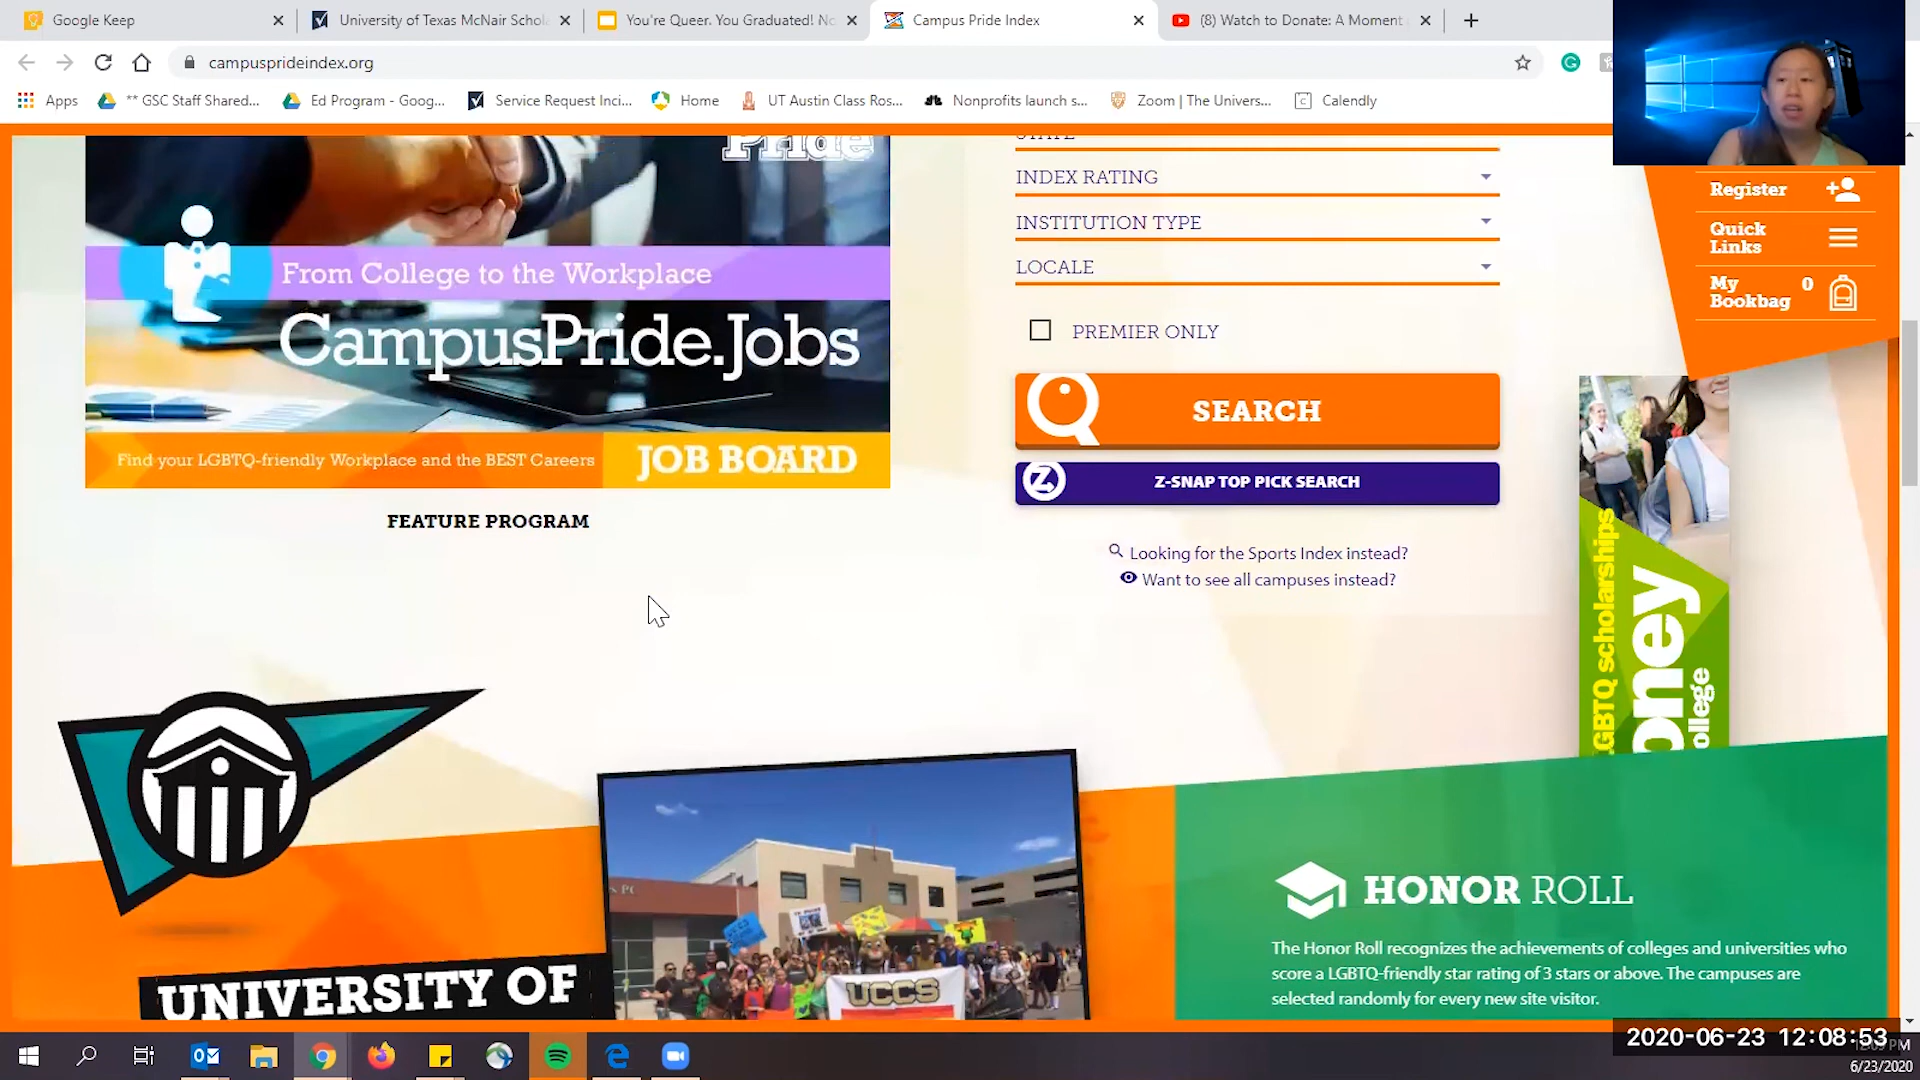 Google Keep
University of Texas McNair Schol
You're Queer. You Graduated! No
Campus Pride Index
(8) Watch to Donate: A Moment
campusprideindex.org
Apps
** GSC Staff Shared...
Ed Program - Goog...
Service Request Inci...
Home
UT Austin Class Ros...
Nonprofits launch s...
Zoom | The Univers...
Calendly
Pride
From College to the Workplace
CampusPride.Jobs
Find your LGBTQ-friendly Workplace and the BEST Careers
JOB BOARD
FEATURE PROGRAM
STATE
INDEX RATING
INSTITUTION TYPE
LOCALE
PREMIER ONLY
SEARCH
Z-SNAP TOP PICK SEARCH
Looking for the Sports Index instead?
Want to see all campuses instead?
Register
Quick
Links
My
Bookbag
0
LGBTQ scholarships
oney
ollege
UNIVERSITY OF
UCCS
HONOR ROLL
The Honor Roll recognizes the achievements of colleges and universities who
score a LGBTQ-friendly star rating of 3 stars or above. The campuses are
selected randomly for every new site visitor.
2020-06-23 12:08:53
6/23/2020